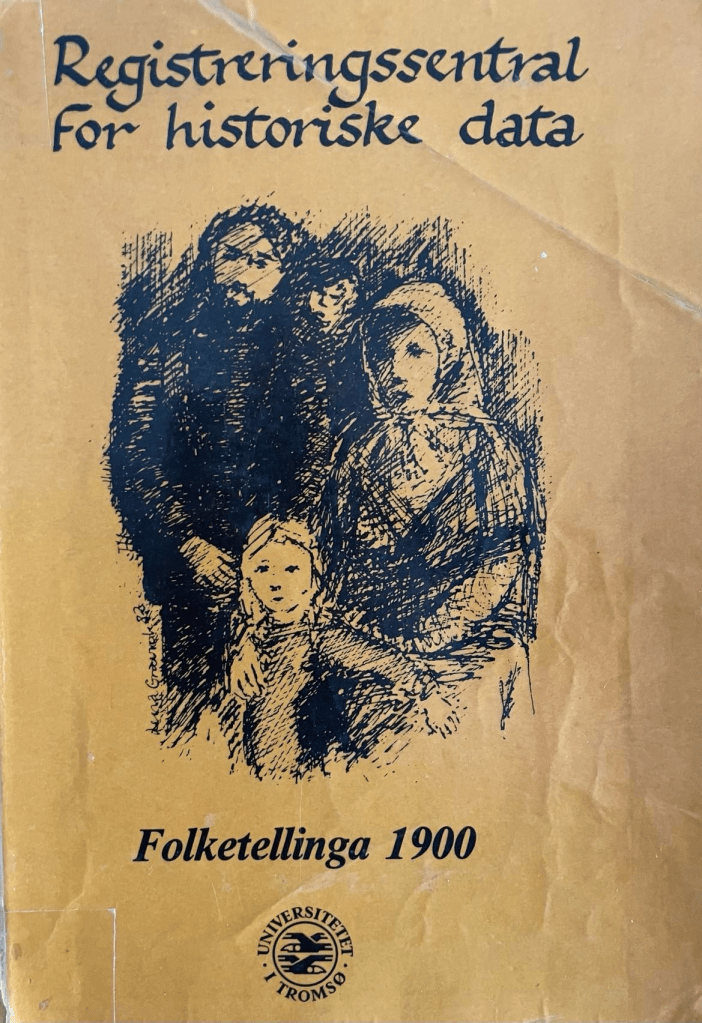 Registreringssentral
For historiske data
Folketellinga 1900
UNIVERSITETET
I TROMSØ